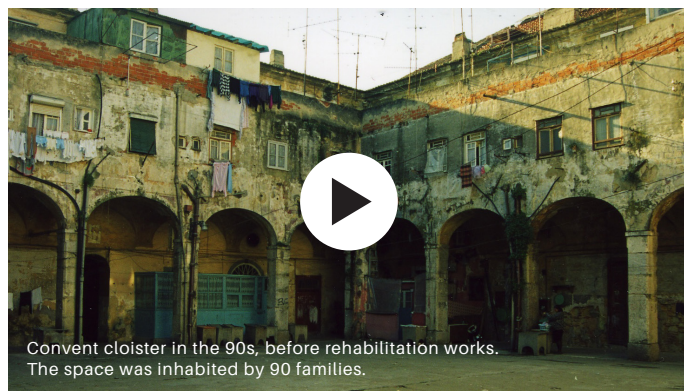 Convent cloister in the 90s, before rehabilitation works.
The space was inhabited by 90 families.